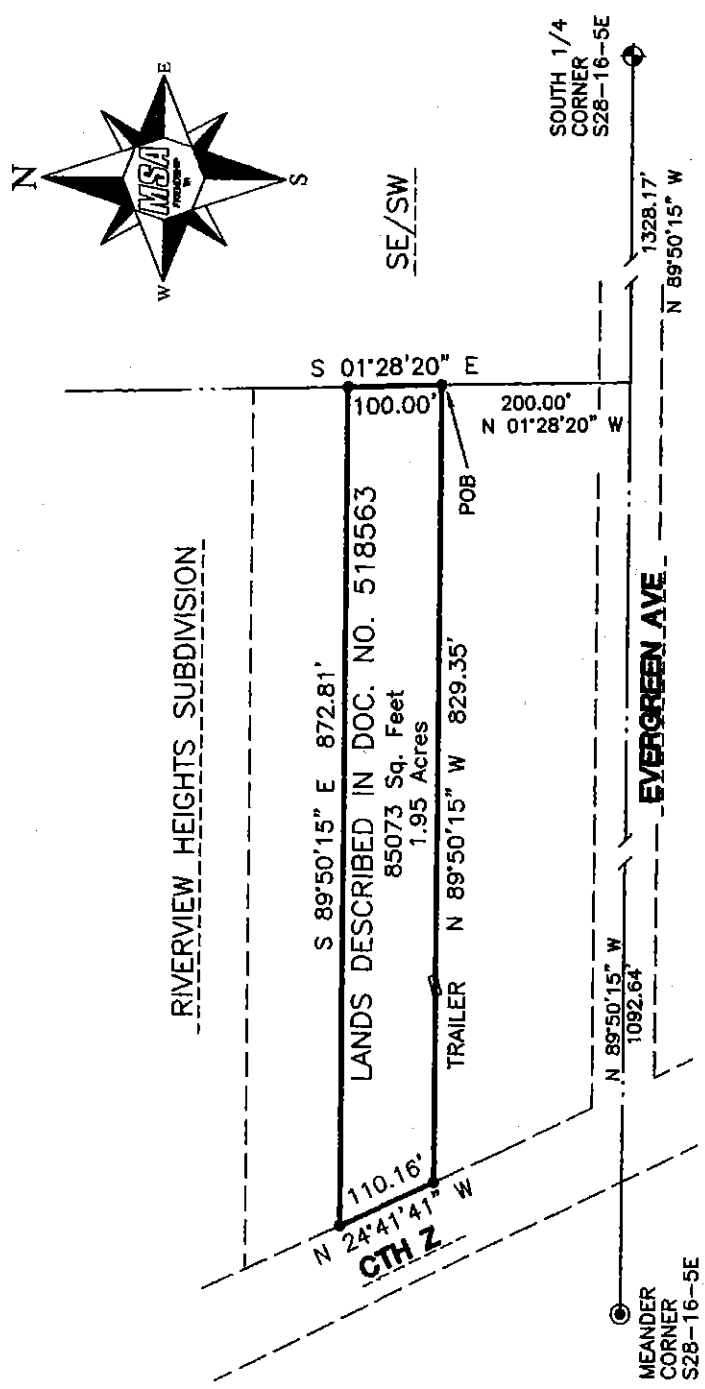 N
E
S
W
MSA
FRIENDSHIP
WI
RIVERVIEW HEIGHTS SUBDIVISION
SE/SW
S 01°28'20" E
100.00'
S 89°50'15" E 872.81'
LANDS DESCRIBED IN DOC. NO. 518563
85073 Sq. Feet
1.95 Acres
TRAILER N 89°50'15" W 829.35'
POB
200.00'
N 01°28'20" W
110.16'
N 24°41'41" W
CTH Z
SOUTH 1/4
CORNER
S28-16-5E
1328.17'
N 89°50'15" W
EVERGREEN AVE
N 89°50'15" W
1092.64'
MEANDER
CORNER
S28-16-5E